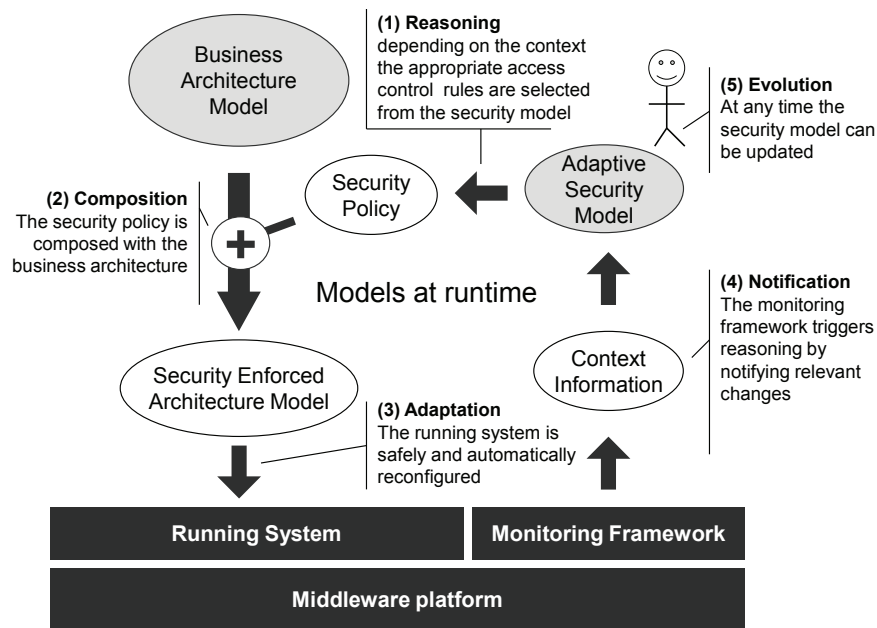 Business
Architecture
Model
(1) Reasoning
depending on the context
the appropriate access
control rules are selected
from the security model
(5) Evolution
At any time the
security model can
be updated
Adaptive
Security
Model
Security
Policy
(2) Composition
The security policy is
composed with the
business architecture
+
Models at runtime
(4) Notification
The monitoring
framework triggers
reasoning by
notifying relevant
changes
Context
Information
Security Enforced
Architecture Model
(3) Adaptation
The running system is
safely and automatically
reconfigured
Running System
Monitoring Framework
Middleware platform